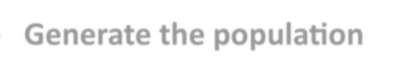 Generate the population